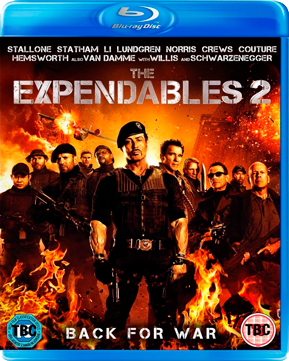 Blu-ray Disc
STALLONE STATHAM LI LUNDGREN NORRIS CREWS COUTURE
HEMSWORTH ALSO VAN DAMME WITH WILLIS AND SCHWARZENEGGER
THE
EXPENDABLES 2
BACK FOR WAR
TBC
TBC